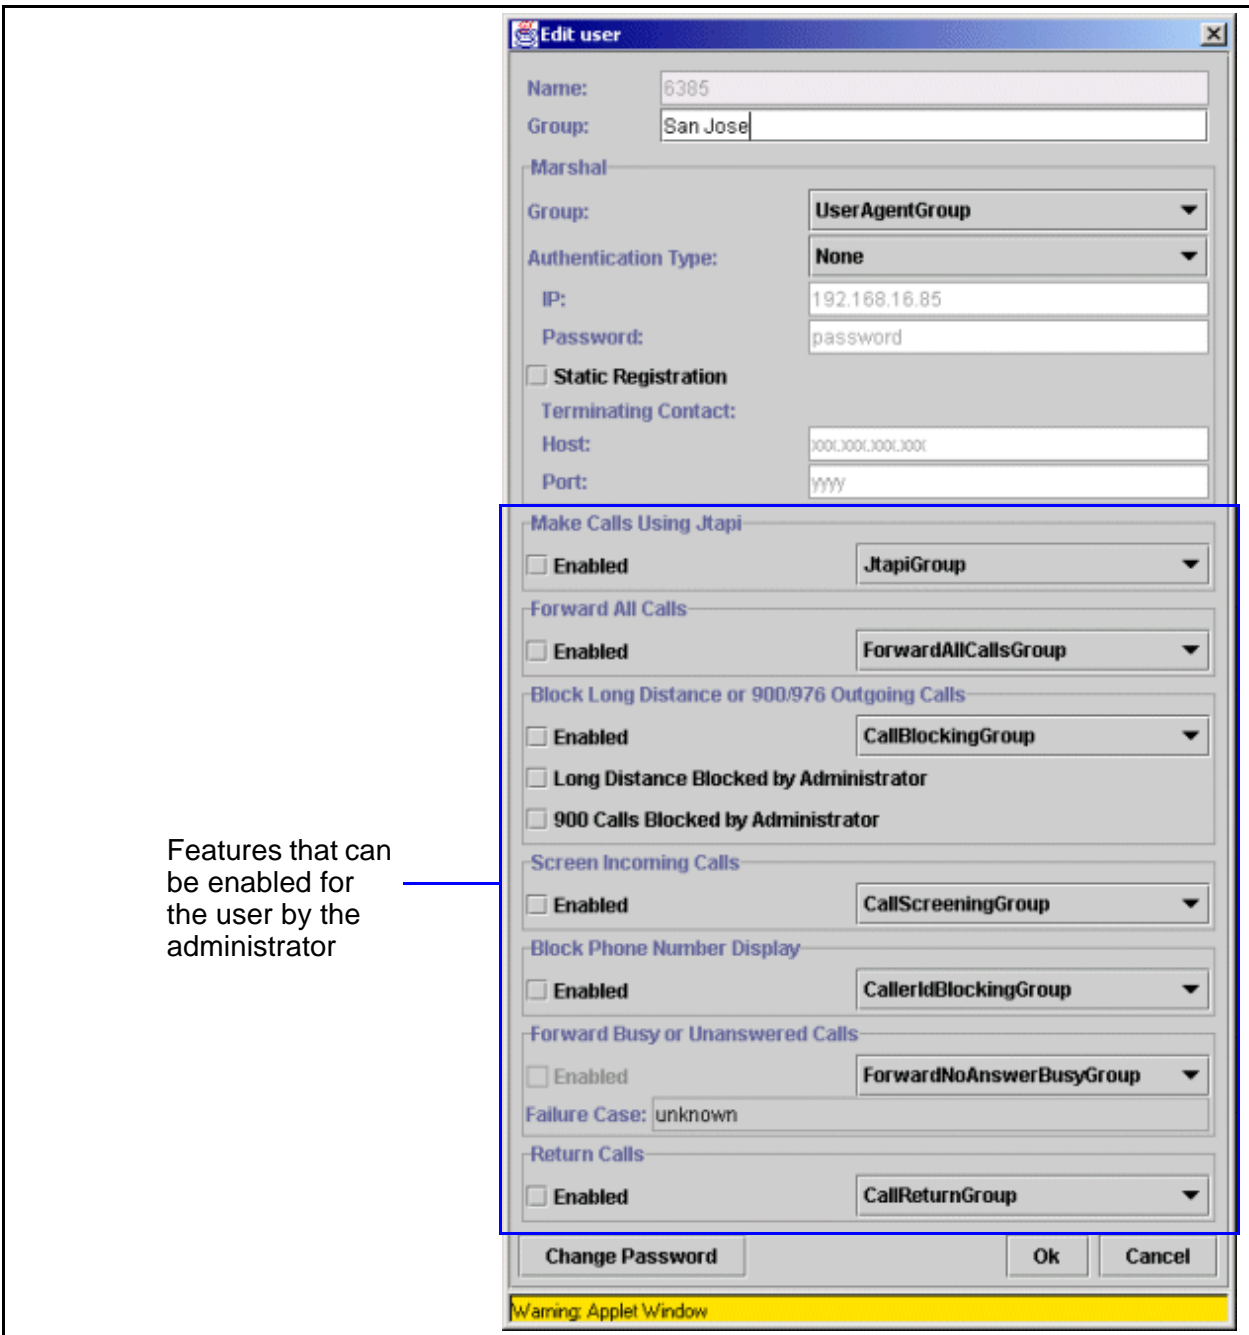 Edit user
Name: 6385
Group: San Jose
Marshal
Group: UserAgentGroup
Authentication Type: None
IP: 192.168.16.85
Password: password
Static Registration
Terminating Contact:
Host: xxx.xxx.xxx.xxx
Port: yyyy
Make Calls Using Jtapi
Enabled JtapiGroup
Forward All Calls
Enabled ForwardAllCallsGroup
Block Long Distance or 900/976 Outgoing Calls
Enabled CallBlockingGroup
Long Distance Blocked by Administrator
900 Calls Blocked by Administrator
Screen Incoming Calls
Enabled CallScreeningGroup
Block Phone Number Display
Enabled CallerIdBlockingGroup
Forward Busy or Unanswered Calls
Enabled ForwardNoAnswerBusyGroup
Failure Case: unknown
Return Calls
Enabled CallReturnGroup
Change Password Ok Cancel
Warning: Applet Window
Features that can
be enabled for
the user by the
administrator